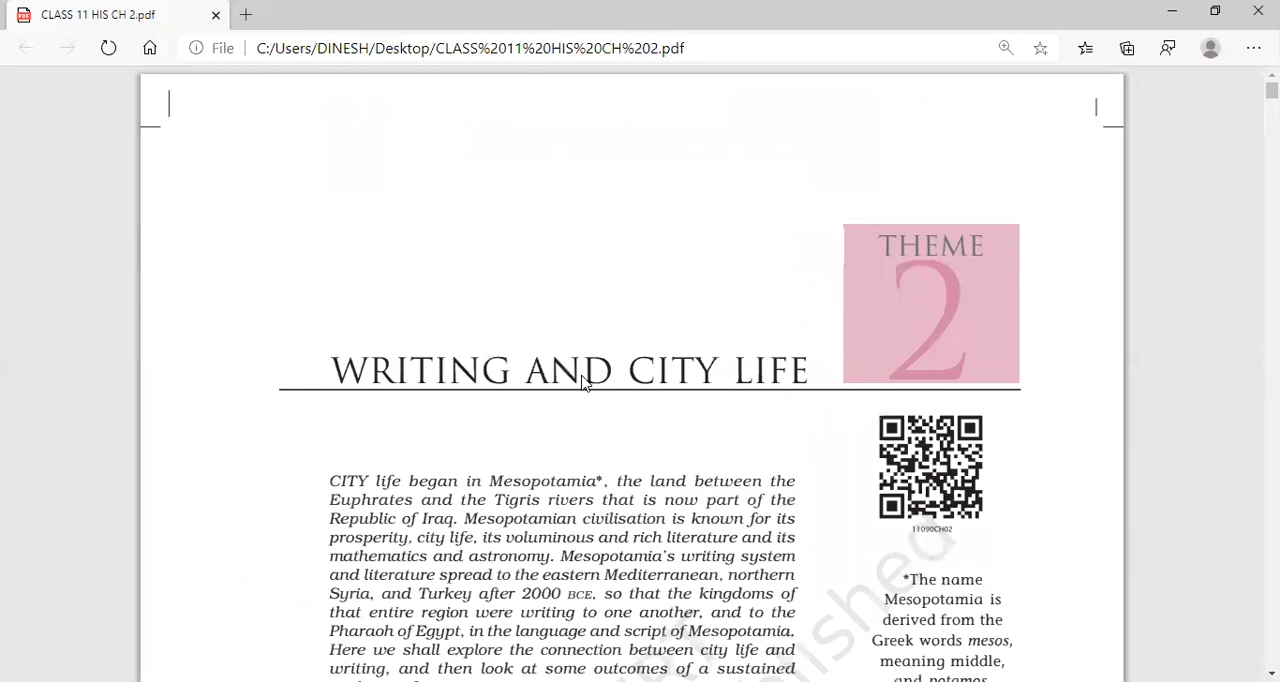 CLASS 11 HIS CH 2.pdf
File C:/Users/DINESH/Desktop/CLASS%2011%20HIS%20CH%202.pdf
THEME
2
WRITING AND CITY LIFE
CITY life began in Mesopotamia*, the land between the
Euphrates and the Tigris rivers that is now part of the
Republic of Iraq. Mesopotamian civilisation is known for its
prosperity, city life, its voluminous and rich literature and its
mathematics and astronomy. Mesopotamia's writing system
and literature spread to the eastern Mediterranean, northern
Syria, and Turkey after 2000 BCE, so that the kingdoms of
that entire region were writing to one another, and to the
Pharaoh of Egypt, in the language and script of Mesopotamia.
Here we shall explore the connection between city life and
writing, and then look at some outcomes of a sustained
11090CH02
*The name
Mesopotamia is
derived from the
Greek words mesos,
meaning middle,
and potamos,